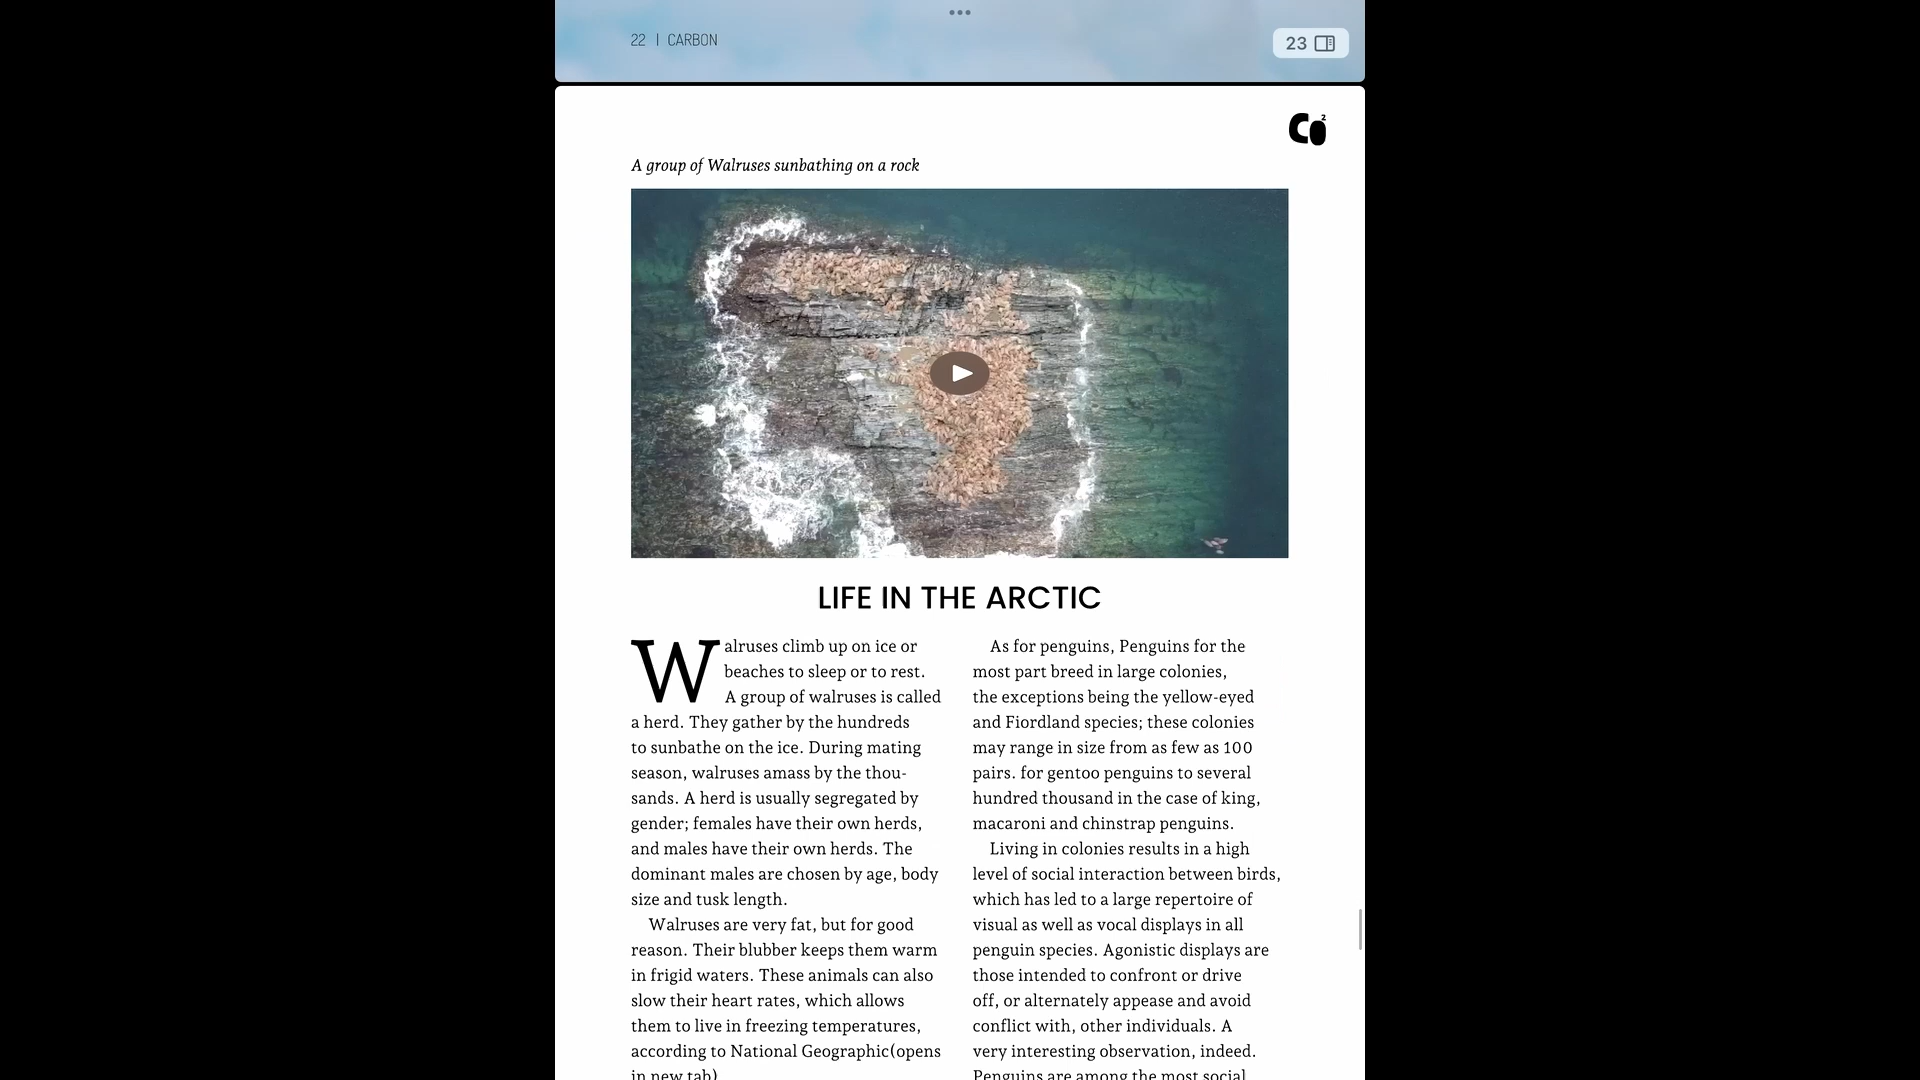 22 | CARBON
23
Co2
A group of Walruses sunbathing on a rock
LIFE IN THE ARCTIC
Walruses climb up on ice or
beaches to sleep or to rest.
A group of walruses is called
a herd. They gather by the hundreds
to sunbathe on the ice. During mating
season, walruses amass by the thou-
sands. A herd is usually segregated by
gender; females have their own herds,
and males have their own herds. The
dominant males are chosen by age, body
size and tusk length.
Walruses are very fat, but for good
reason. Their blubber keeps them warm
in frigid waters. These animals can also
slow their heart rates, which allows
them to live in freezing temperatures,
according to National Geographic(opens
in new tab)
As for penguins, Penguins for the
most part breed in large colonies,
the exceptions being the yellow-eyed
and Fiordland species; these colonies
may range in size from as few as 100
pairs. for gentoo penguins to several
hundred thousand in the case of king,
macaroni and chinstrap penguins.
Living in colonies results in a high
level of social interaction between birds,
which has led to a large repertoire of
visual as well as vocal displays in all
penguin species. Agonistic displays are
those intended to confront or drive
off, or alternately appease and avoid
conflict with, other individuals. A
very interesting observation, indeed.
Penguins are among the most social